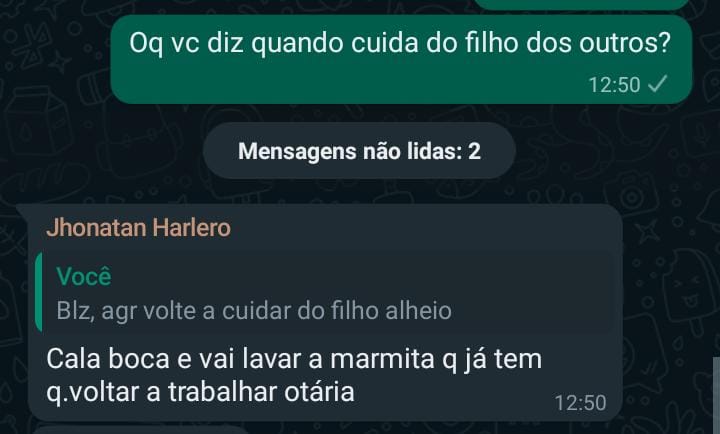 Oq vc diz quando cuida do filho dos outros?
12:50
Mensagens não lidas: 2
Jhonatan Harlero
Você
Blz, agr volte a cuidar do filho alheio
Cala boca e vai lavar a marmita q já tem
q.voltar a trabalhar otária
12:50